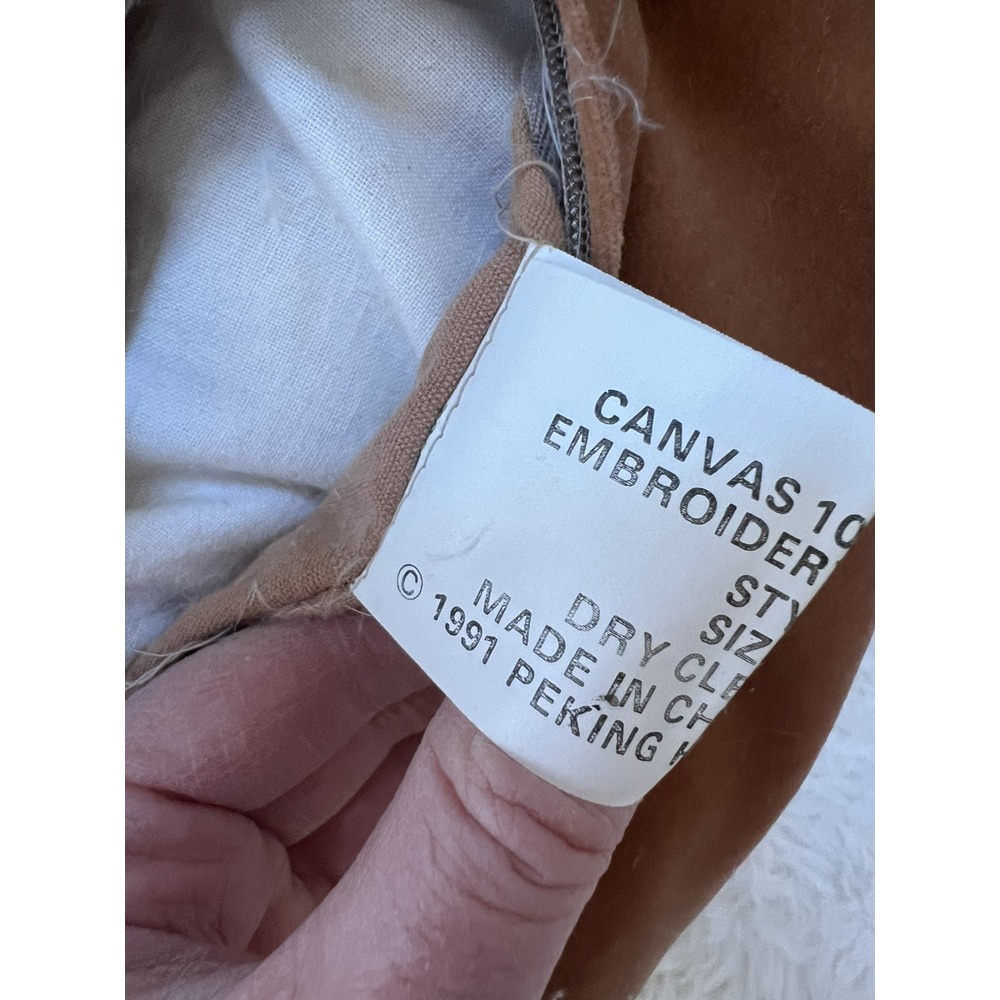 CANVAS 10
EMBROIDER
STY
SIZ
DRY CLE
MADE IN CH
© 1991 PEKING H